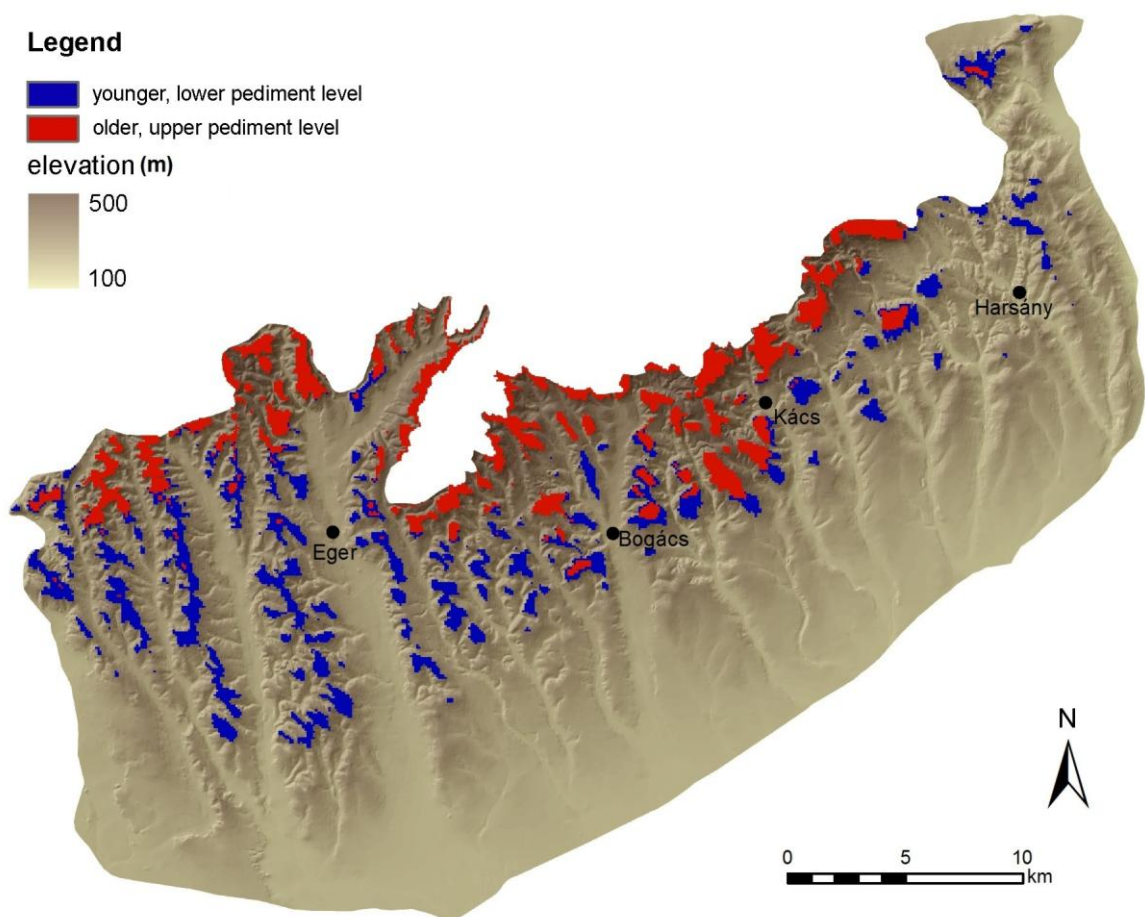 Legend
younger, lower pediment level
older, upper pediment level
elevation (m)
500
100
Harsány
Kács
Eger
Bogács
N
0 5 10
km